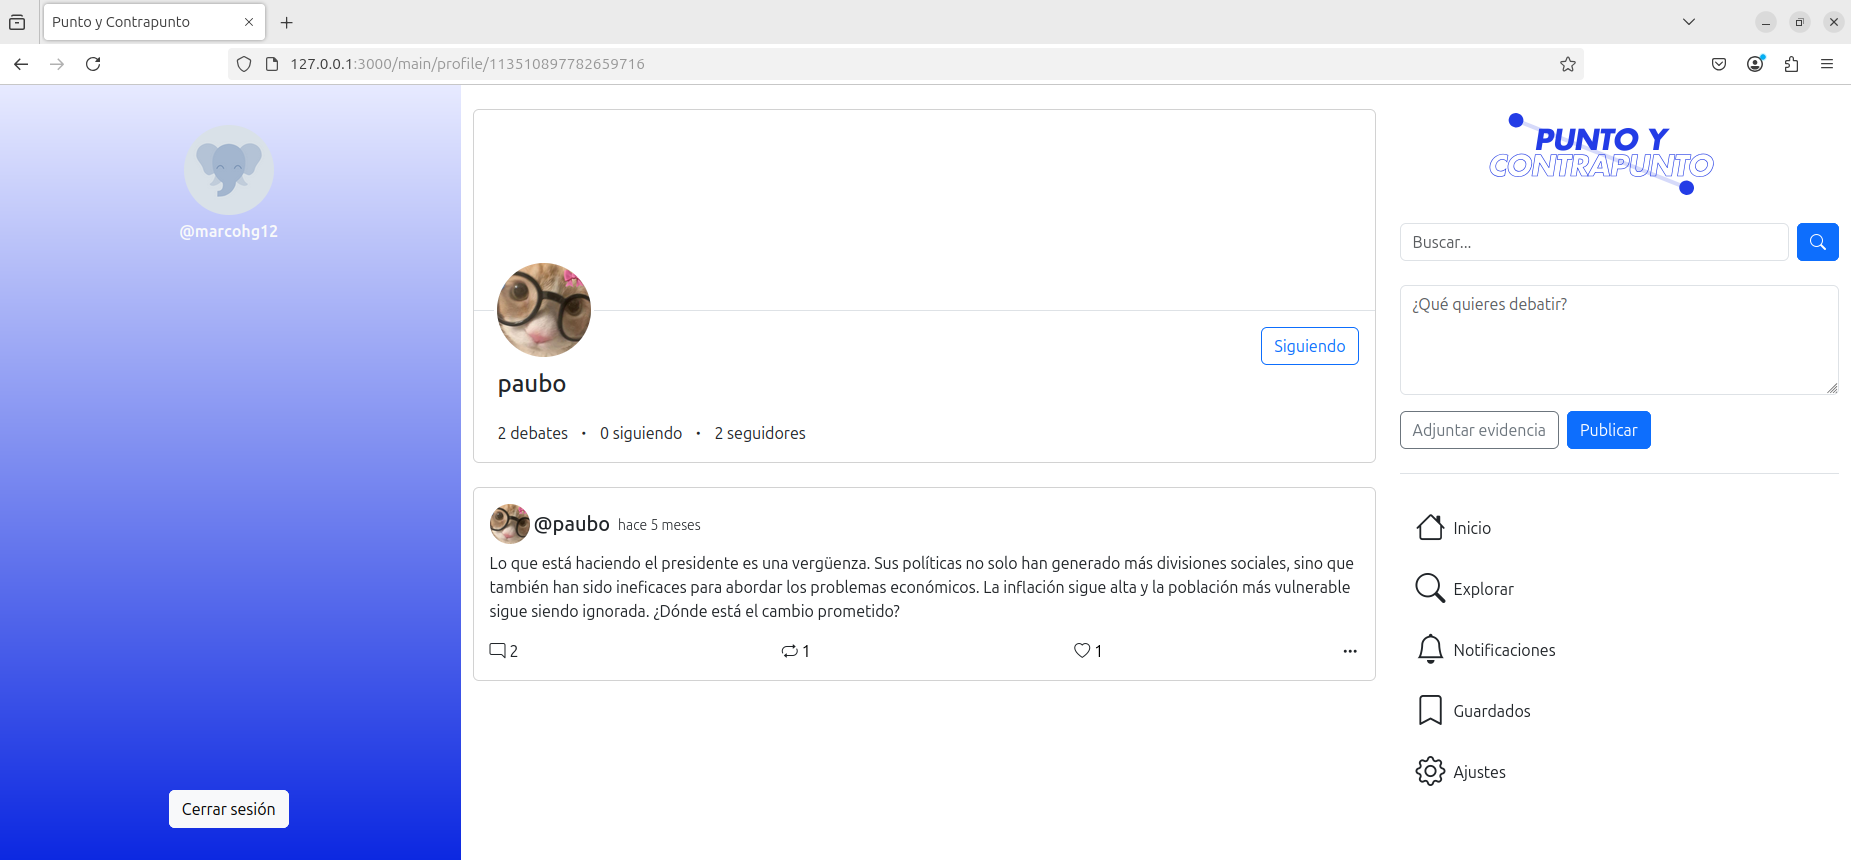 Punto y Contrapunto
127.0.0.1:3000/main/profile/113510897782659716
@marcohg12
Cerrar sesión
paubo
Siguiendo
2 debates • 0 siguiendo • 2 seguidores
@paubo hace 5 meses
Lo que está haciendo el presidente es una vergüenza. Sus políticas no solo han generado más divisiones sociales, sino que
también han sido ineficaces para abordar los problemas económicos. La inflación sigue alta y la población más vulnerable
sigue siendo ignorada. ¿Dónde está el cambio prometido?
2 1 1
PUNTO Y
CONTRAPUNTO
Buscar...
¿Qué quieres debatir?
Adjuntar evidencia Publicar
Inicio
Explorar
Notificaciones
Guardados
Ajustes